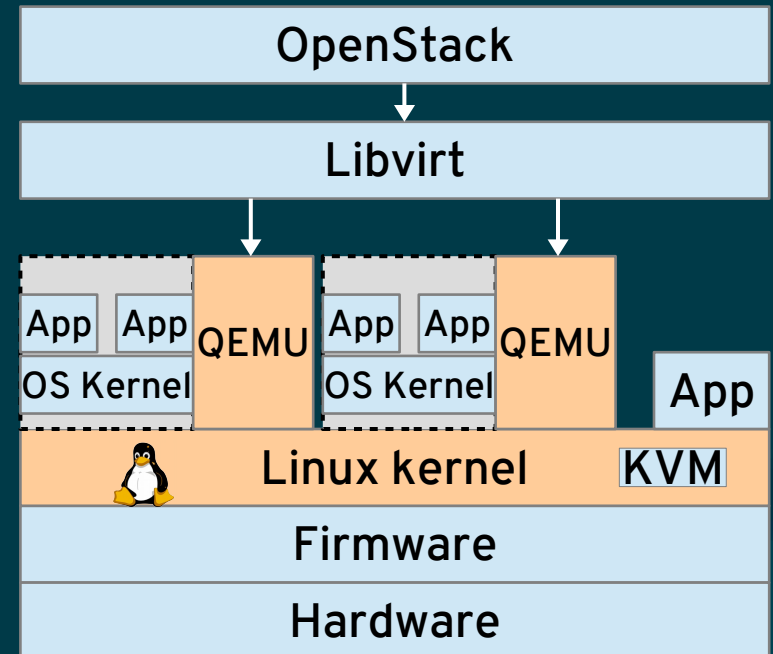 OpenStack
Libvirt
App App QEMU App App QEMU
OS Kernel OS Kernel App
Linux kernel KVM
Firmware
Hardware